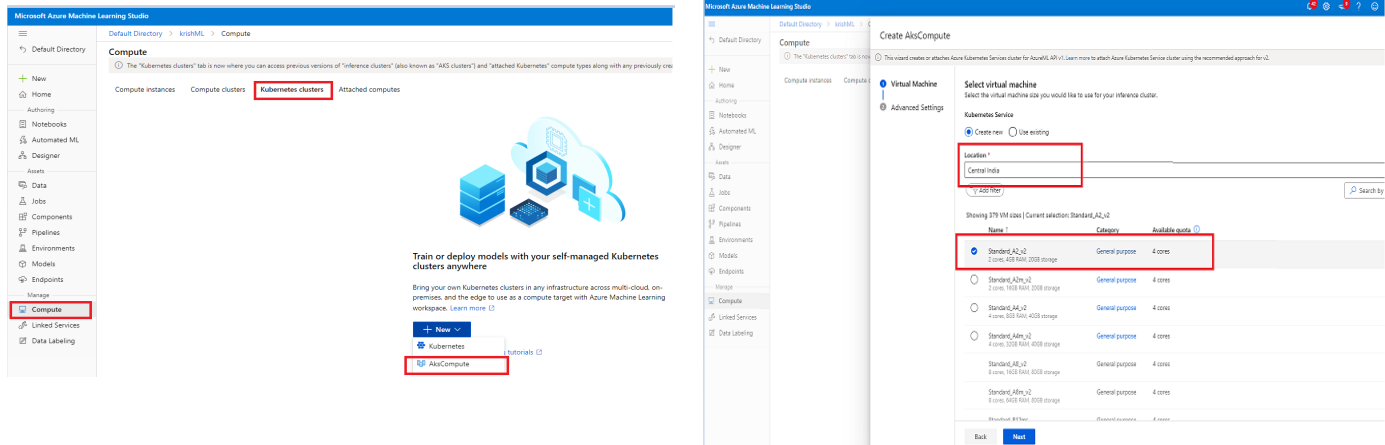 Microsoft Azure Machine Learning Studio
Default Directory > krishML > Compute
Default Directory
Compute
The "Kubernetes clusters" tab is now where you can access previous versions of "inference clusters" (also known as "AKS clusters") and "attached Kubernetes" compute types along with any previously cre
New
Home
Compute instances Compute clusters Kubernetes clusters Attached computes
Authoring
Notebooks
Automated ML
Designer
Assets
Data
Jobs
Components
Pipelines
Environments
Models
Endpoints
Manage
Compute
Linked Services
Data Labeling
Train or deploy models with your self-managed Kubernetes
clusters anywhere
Bring your own Kubernetes clusters in any infrastructure across multi-cloud, on-
premises, and the edge to use as a compute target with Azure Machine Learning
workspace. Learn more
New
Kubernetes
tutorials
AksCompute
Microsoft Azure Machine Learning Studio
Default Directory > krishML >
Default Directory
Compute
The "Kubernetes clusters" tab is now
New
Home
Compute instances Compute c
Authoring
Notebooks
Automated ML
Designer
Assets
Data
Jobs
Components
Pipelines
Environments
Models
Endpoints
Manage
Compute
Linked Services
Data Labeling
Create AksCompute
This wizard creates or attaches Azure Kubernetes Services cluster for AzureML API v1. Learn more to attach Azure Kubernetes Service cluster using the recommended approach for v2.
Virtual Machine
Advanced Settings
Select virtual machine
Select the virtual machine size you would like to use for your inference cluster.
Kubernetes Service
Create new Use existing
Location *
Central India
Add filter
Search by
Showing 379 VM sizes | Current selection: Standard_A2_v2
Name ↑ Category Available quota
Standard_A2_v2 General purpose 4 cores
2 cores, 4GB RAM, 20GB storage
Standard_A2m_v2 General purpose 4 cores
2 cores, 16GB RAM, 20GB storage
Standard_A4_v2 General purpose 4 cores
4 cores, 8GB RAM, 40GB storage
Standard_A4m_v2 General purpose 4 cores
4 cores, 32GB RAM, 40GB storage
Standard_A8_v2 General purpose 4 cores
8 cores, 16GB RAM, 80GB storage
Standard_A8m_v2 General purpose 4 cores
8 cores, 64GB RAM, 80GB storage
General purpose 4 cores
Back Next